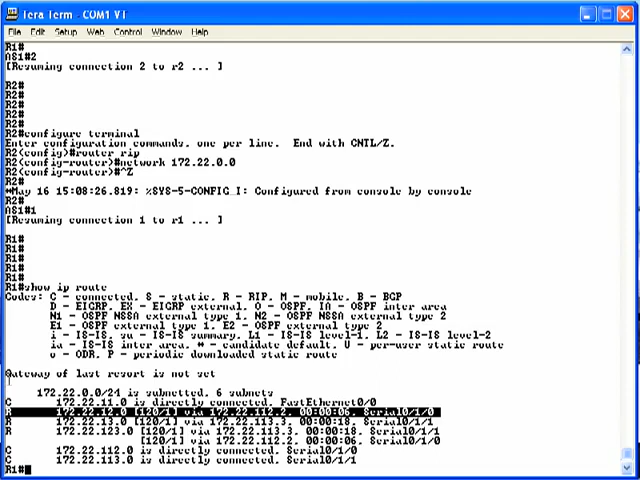 Tera Term - COM1 VT
File Edit Setup Web Control Window Help
R1#
AS1#2
[Resuming connection 2 to r2 ... ]
R2#
R2#
R2#
R2#
R2#
R2#configure terminal
Enter configuration commands, one per line. End with CNTL/Z.
R2(config)#router rip
R2(config-router)#network 172.22.0.0
R2(config-router)#^Z
R2#
*May 16 15:08:26.819: %SYS-5-CONFIG_I: Configured from console by console
R2#
AS1#1
[Resuming connection 1 to r1 ... ]
R1#
R1#
R1#
R1#
R1#show ip route
Codes: C - connected, S - static, R - RIP, M - mobile, B - BGP
D - EIGRP, EX - EIGRP external, O - OSPF, IA - OSPF inter area
N1 - OSPF NSSA external type 1, N2 - OSPF NSSA external type 2
E1 - OSPF external type 1, E2 - OSPF external type 2
i - IS-IS, su - IS-IS summary, L1 - IS-IS level-1, L2 - IS-IS level-2
ia - IS-IS inter area, * - candidate default, U - per-user static route
o - ODR, P - periodic downloaded static route
Gateway of last resort is not set
172.22.0.0/24 is subnetted, 6 subnets
C 172.22.11.0 is directly connected, FastEthernet0/0
R 172.22.12.0 [120/1] via 172.22.112.2, 00:00:06, Serial0/1/0
R 172.22.13.0 [120/1] via 172.22.113.3, 00:00:18, Serial0/1/1
R 172.22.123.0 [120/1] via 172.22.113.3, 00:00:18, Serial0/1/1
[120/1] via 172.22.112.2, 00:00:06, Serial0/1/0
C 172.22.112.0 is directly connected, Serial0/1/0
C 172.22.113.0 is directly connected, Serial0/1/1
R1#